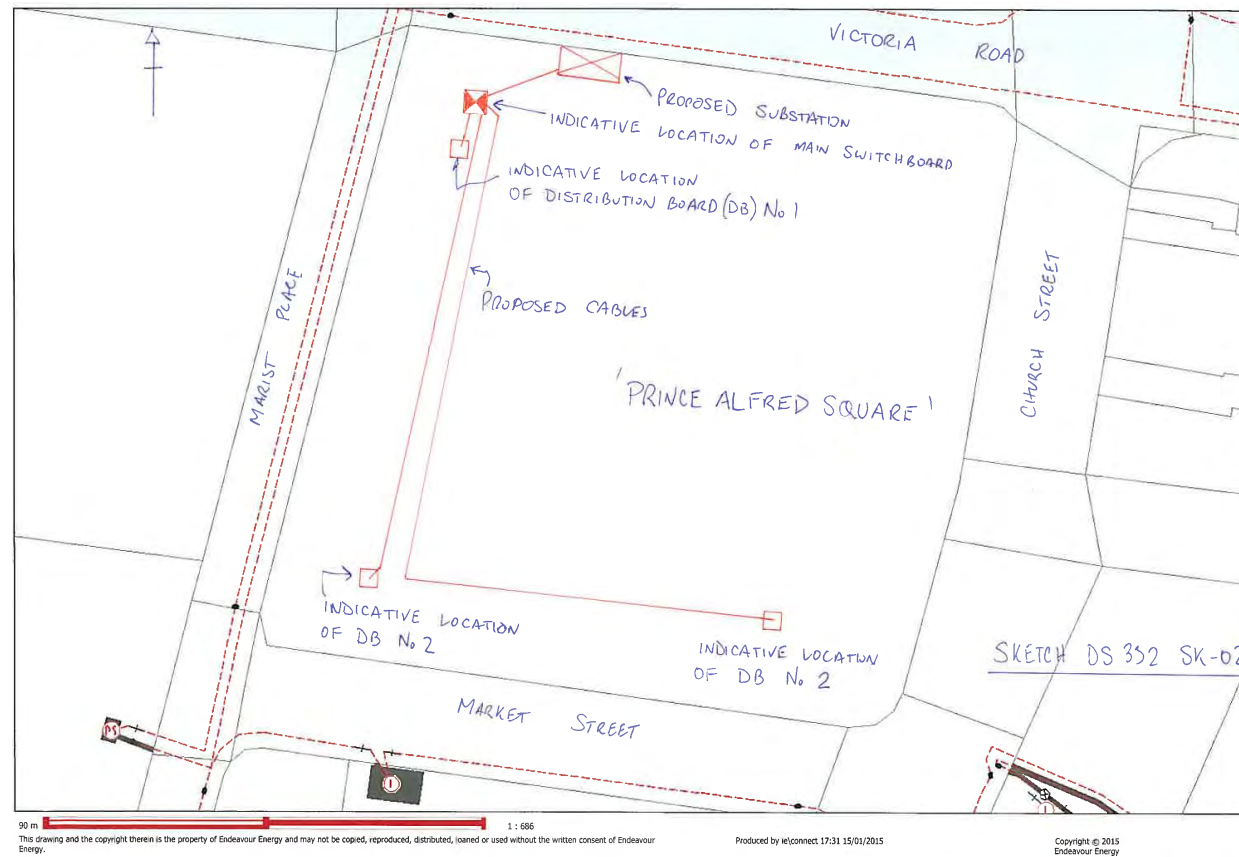 VICTORIA ROAD
PROPOSED SUBSTATION
INDICATIVE LOCATION OF MAIN SWITCHBOARD
INDICATIVE LOCATION
OF DISTRIBUTION BOARD (DB) No 1
MARIST PLACE
PROPOSED CABLES
CHURCH STREET
'PRINCE ALFRED SQUARE'
INDICATIVE LOCATION
OF DB No 2
INDICATIVE LOCATION
OF DB No 2
SKETCH DS 352 SK-02
MARKET STREET
PS
I
I
90 m
1 : 686
This drawing and the copyright therein is the property of Endeavour Energy and may not be copied, reproduced, distributed, loaned or used without the written consent of Endeavour
Energy.
Produced by ie\connect 17:31 15/01/2015
Copyright © 2015
Endeavour Energy